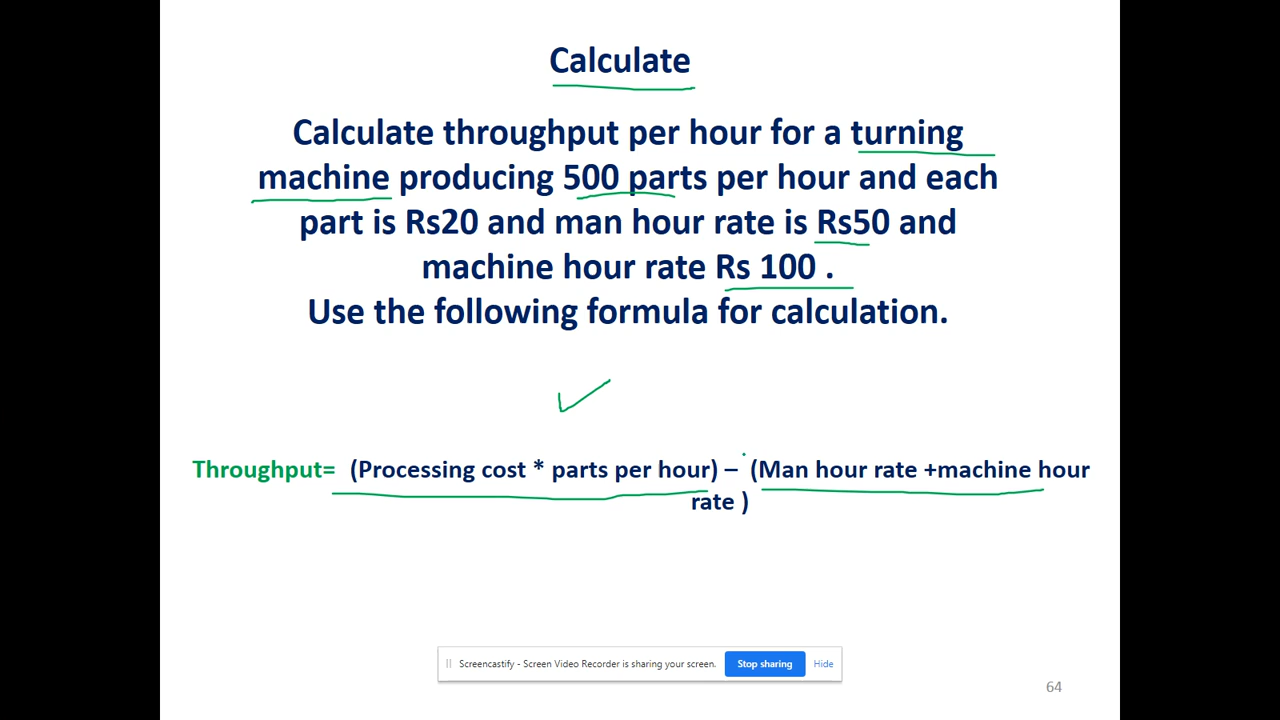 Calculate
Calculate throughput per hour for a turning
machine producing 500 parts per hour and each
part is Rs20 and man hour rate is Rs50 and
machine hour rate Rs 100 .
Use the following formula for calculation.
Throughput= (Processing cost * parts per hour) – (Man hour rate +machine hour
rate )
Screencastify - Screen Video Recorder is sharing your screen. Stop sharing Hide
64